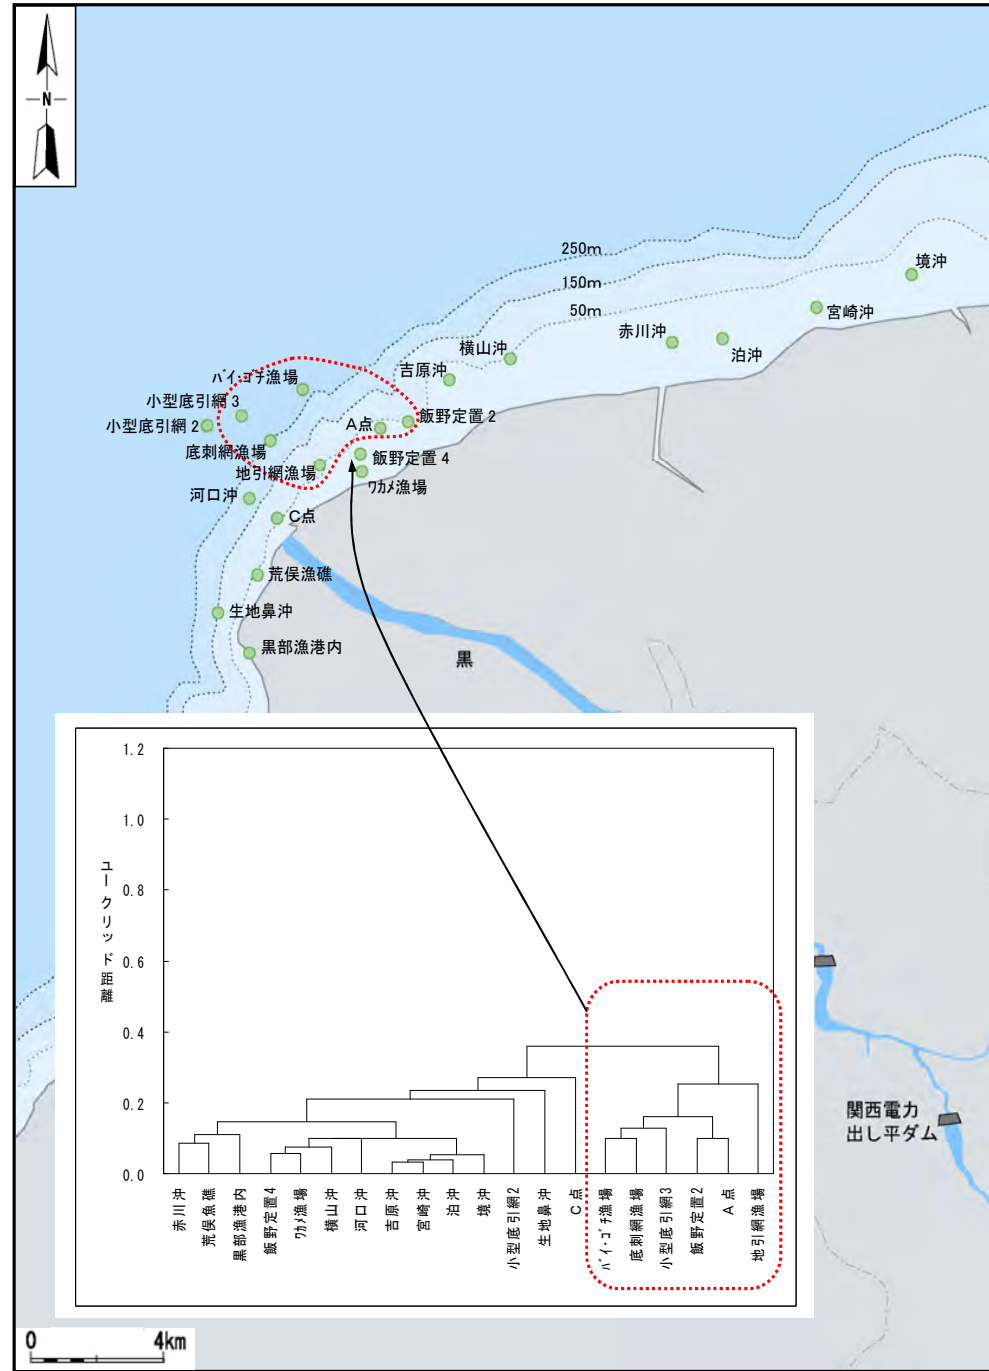 N
250m
150m
50m
境沖
宮崎沖
赤川沖
泊沖
横山沖
吉原沖
バイ・ゴチ漁場
小型底引網3
小型底引網2
A点
飯野定置2
底刺網漁場
飯野定置4
地引網漁場
ワカメ漁場
河口沖
C点
荒俣漁礁
生地鼻沖
黒部漁港内
黒
1.2
1.0
0.8
0.6
0.4
0.2
0.0
ユークリッド距離
赤川沖
荒俣魚礁
黒部漁港内
飯野定置4
ワカメ漁場
横山沖
河口沖
吉原沖
宮崎沖
泊沖
境沖
小型底引網2
生地鼻沖
C点
バイ・ゴチ漁場
底刺網漁場
小型底引網3
飯野定置2
A点
地引網漁場
関西電力
出し平ダム
0 4km